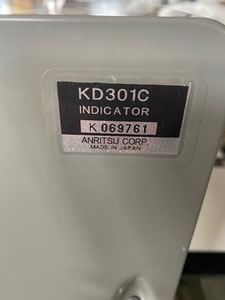 KD301C
INDICATOR
K 069761
ANRITSU CORP.
MADE IN JAPAN